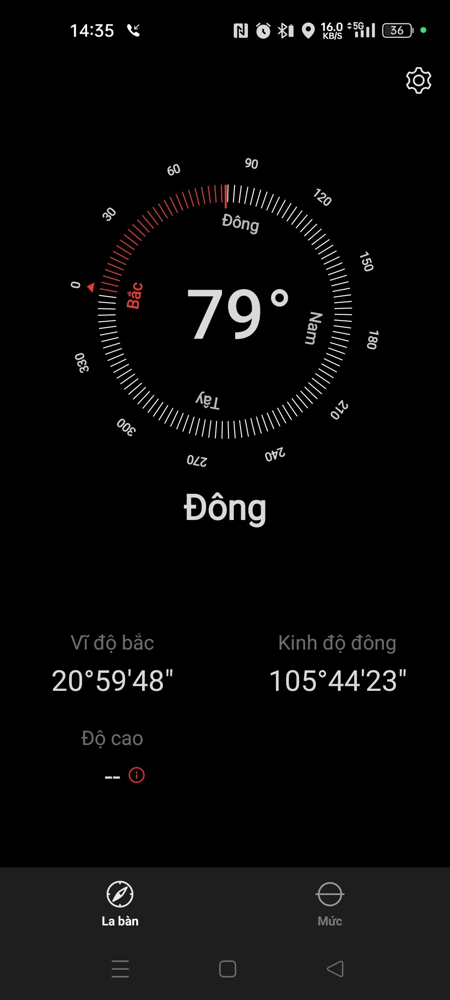 14:35
16.0 KB/S 5G 36
60
90
30
120
Đông
150
0
Bắc
79°
Nam
180
330
Tây
210
300
270
240
Đông
Vĩ độ bắc
Kinh độ đông
20°59'48"
105°44'23"
Độ cao
--
La bàn
Mức